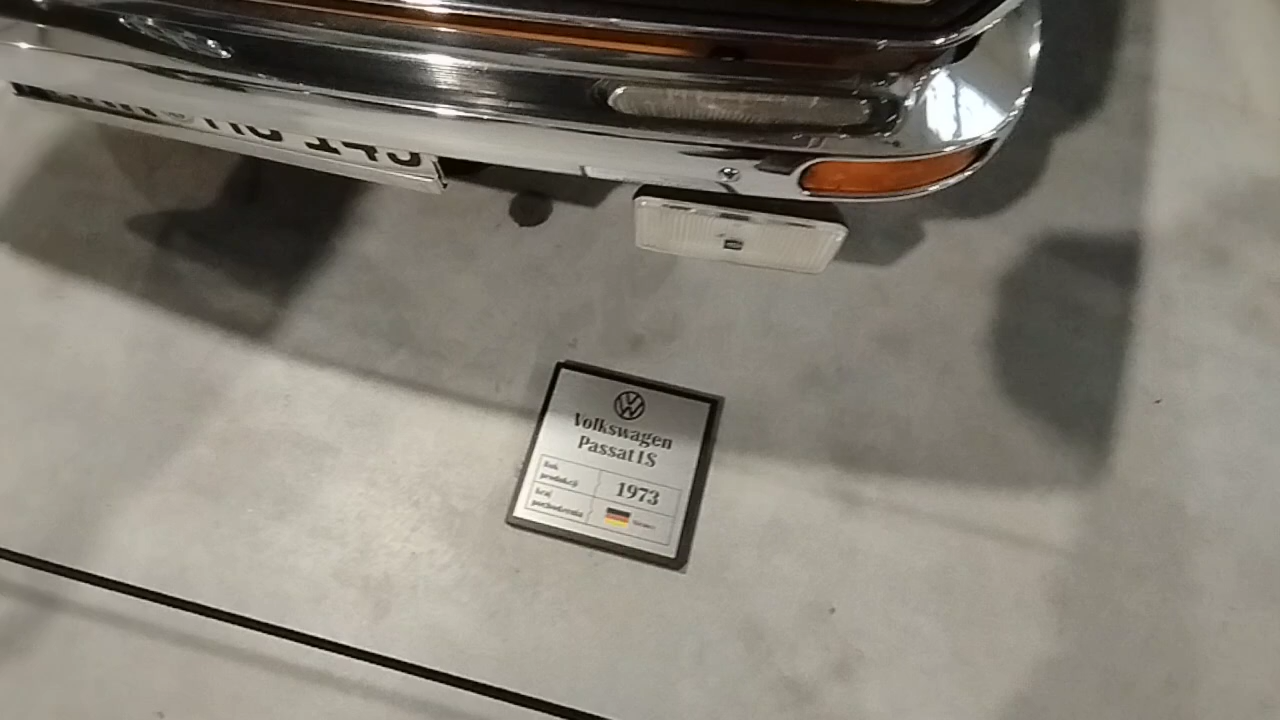 Volkswagen
Passat LS
Rok
produkcji
1973
Kraj
pochodzenia